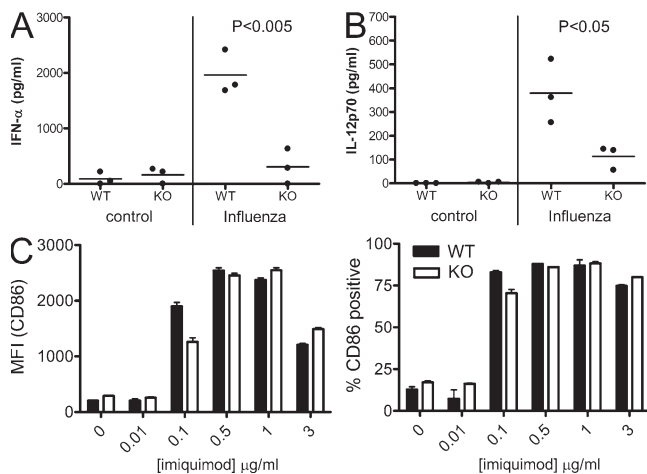 A
IFN-α (pg/ml)
3000
2000
1000
0
P<0.005
WT KO WT KO
control Influenza
B
IL-12p70 (pg/ml)
700
600
500
400
300
200
100
0
P<0.05
WT KO WT KO
control Influenza
C
MFI (CD86)
3000
2000
1000
0
0 0.01 0.1 0.5 1 3
[imiquimod] μg/ml
% CD86 positive
100
75
50
25
0
WT
KO
0 0.01 0.1 0.5 1 3
[imiquimod] μg/ml